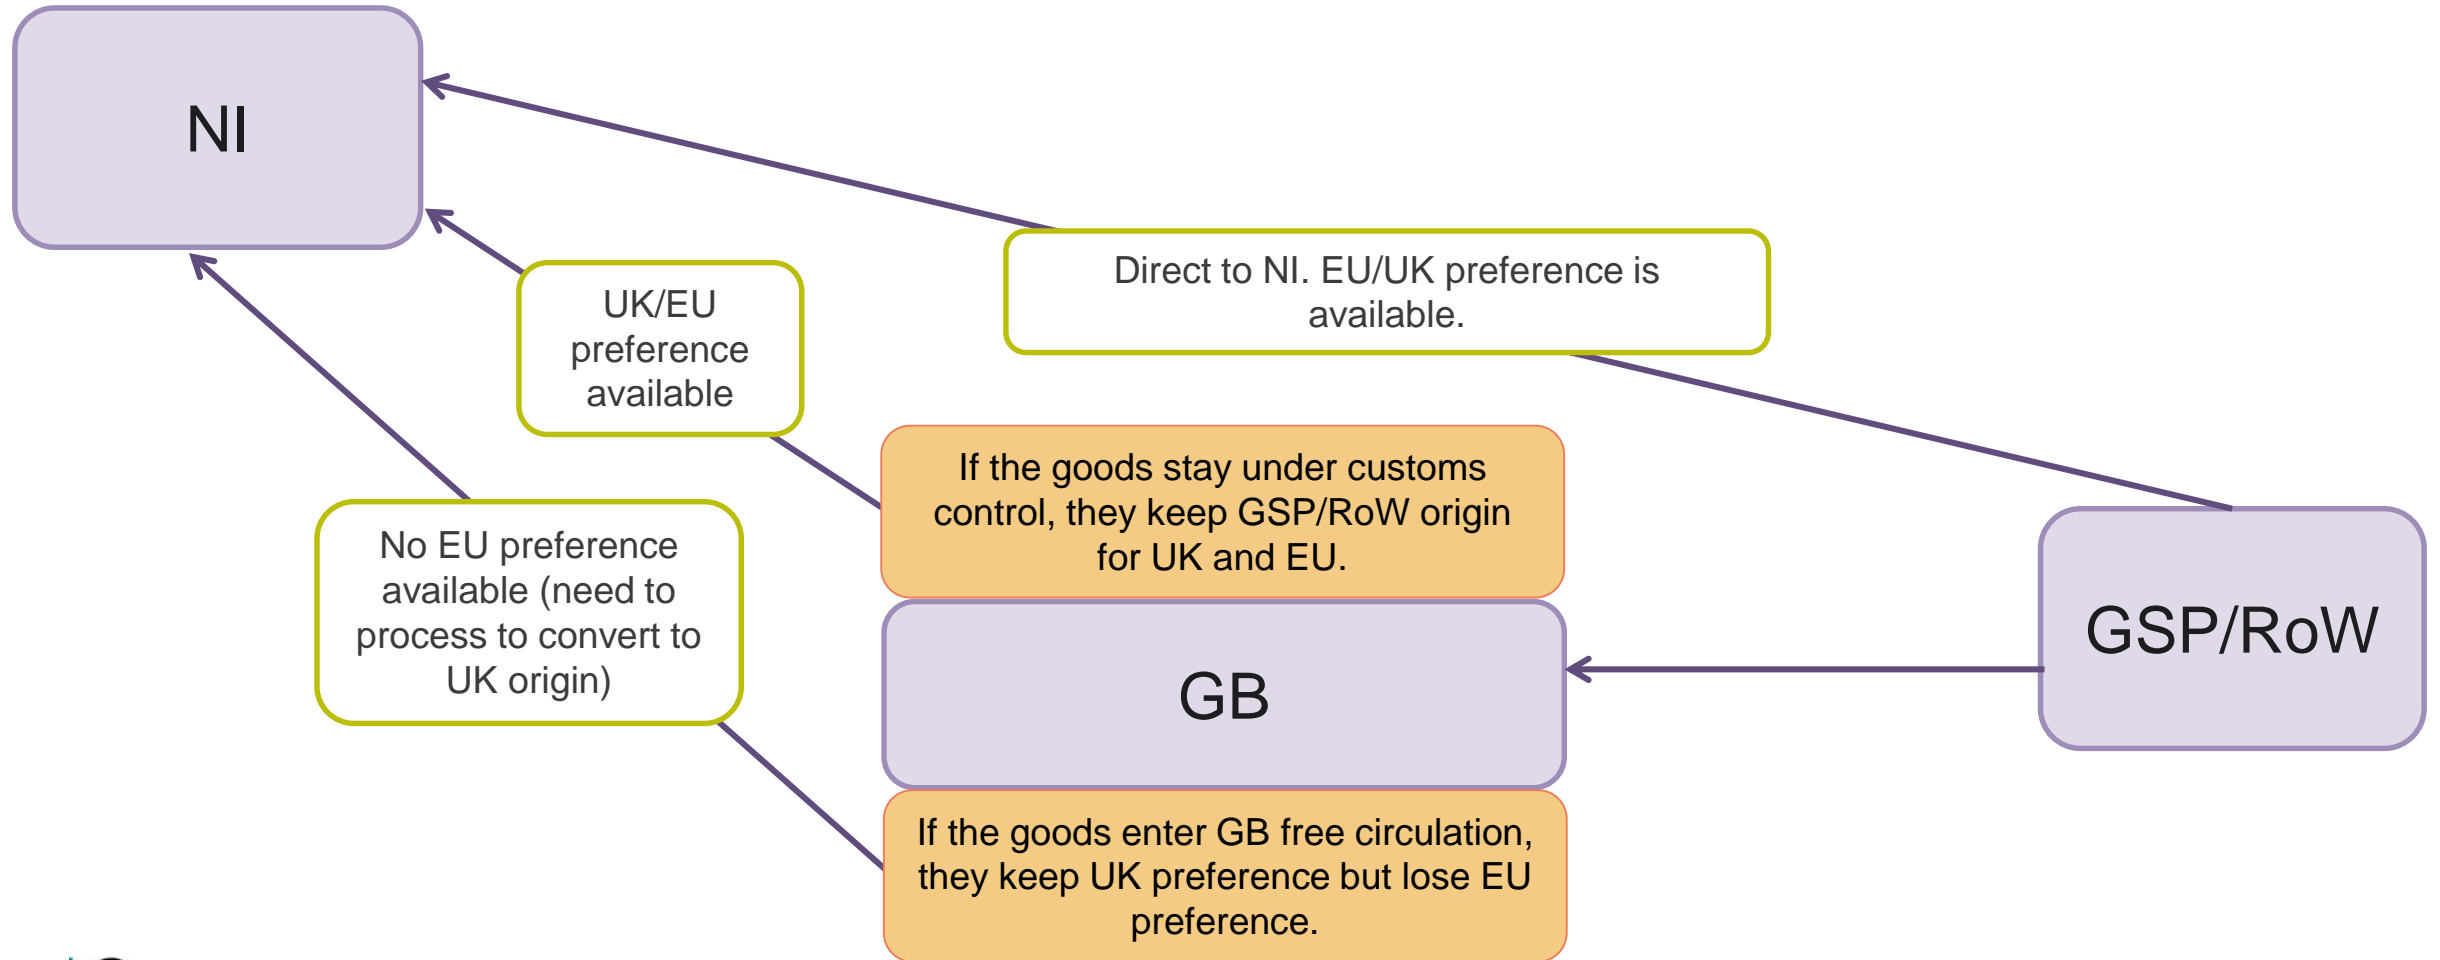 NI
Direct to NI. EU/UK preference is
available.
UK/EU
preference
available
If the goods stay under customs
control, they keep GSP/RoW origin
for UK and EU.
No EU preference
available (need to
process to convert to
UK origin)
GSP/RoW
GB
If the goods enter GB free circulation,
they keep UK preference but lose EU
preference.